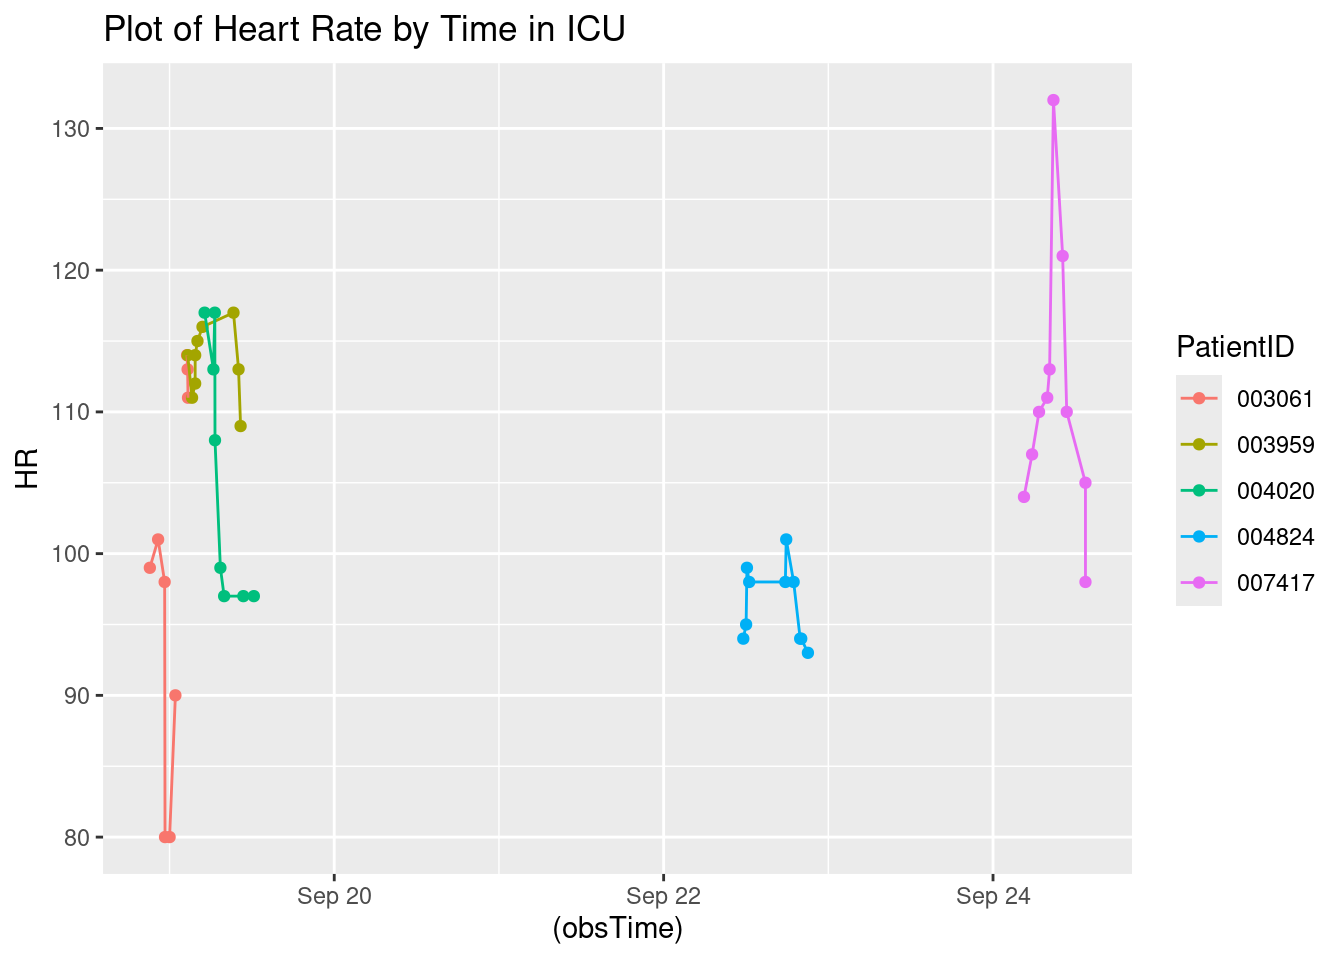 Plot of Heart Rate by Time in ICU
130
120
110
100
90
80
HR
Sep 20
Sep 22
Sep 24
(obsTime)
PatientID
003061
003959
004020
004824
007417